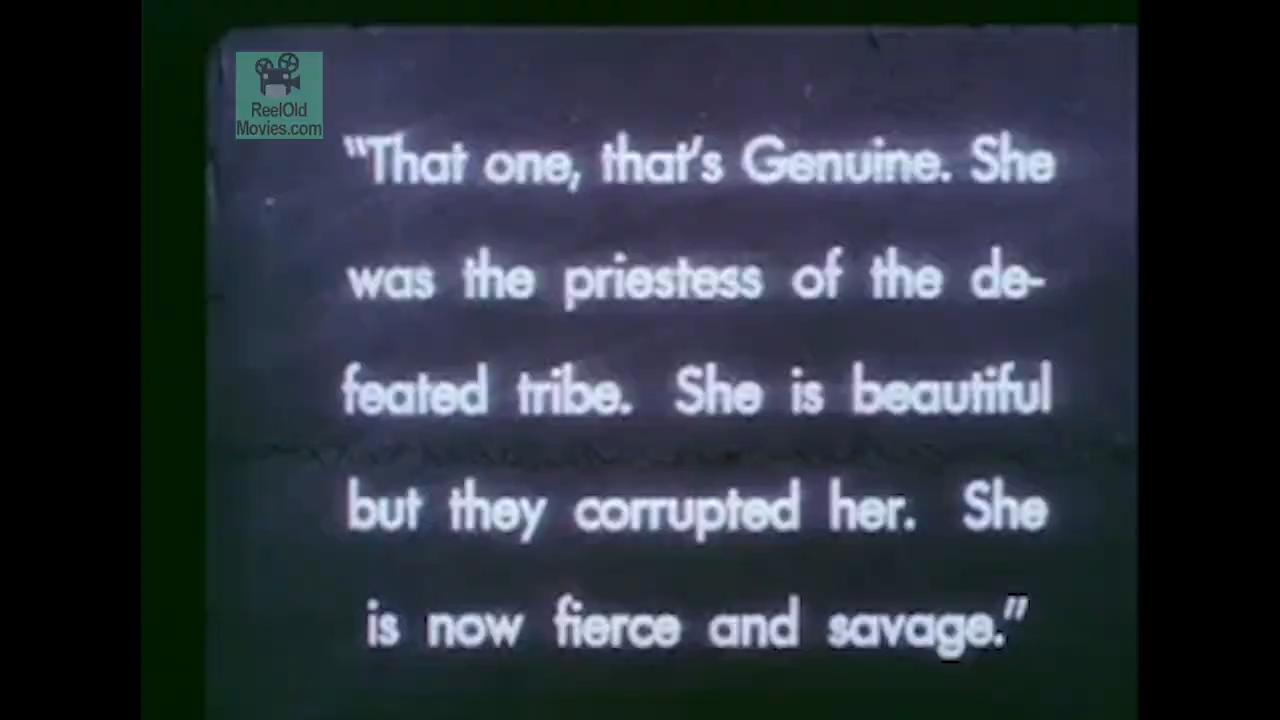 ReelOld
Movies.com
"That one, that's Genuine. She
was the priestess of the de-
feated tribe. She is beautiful
but they corrupted her. She
is now fierce and savage."